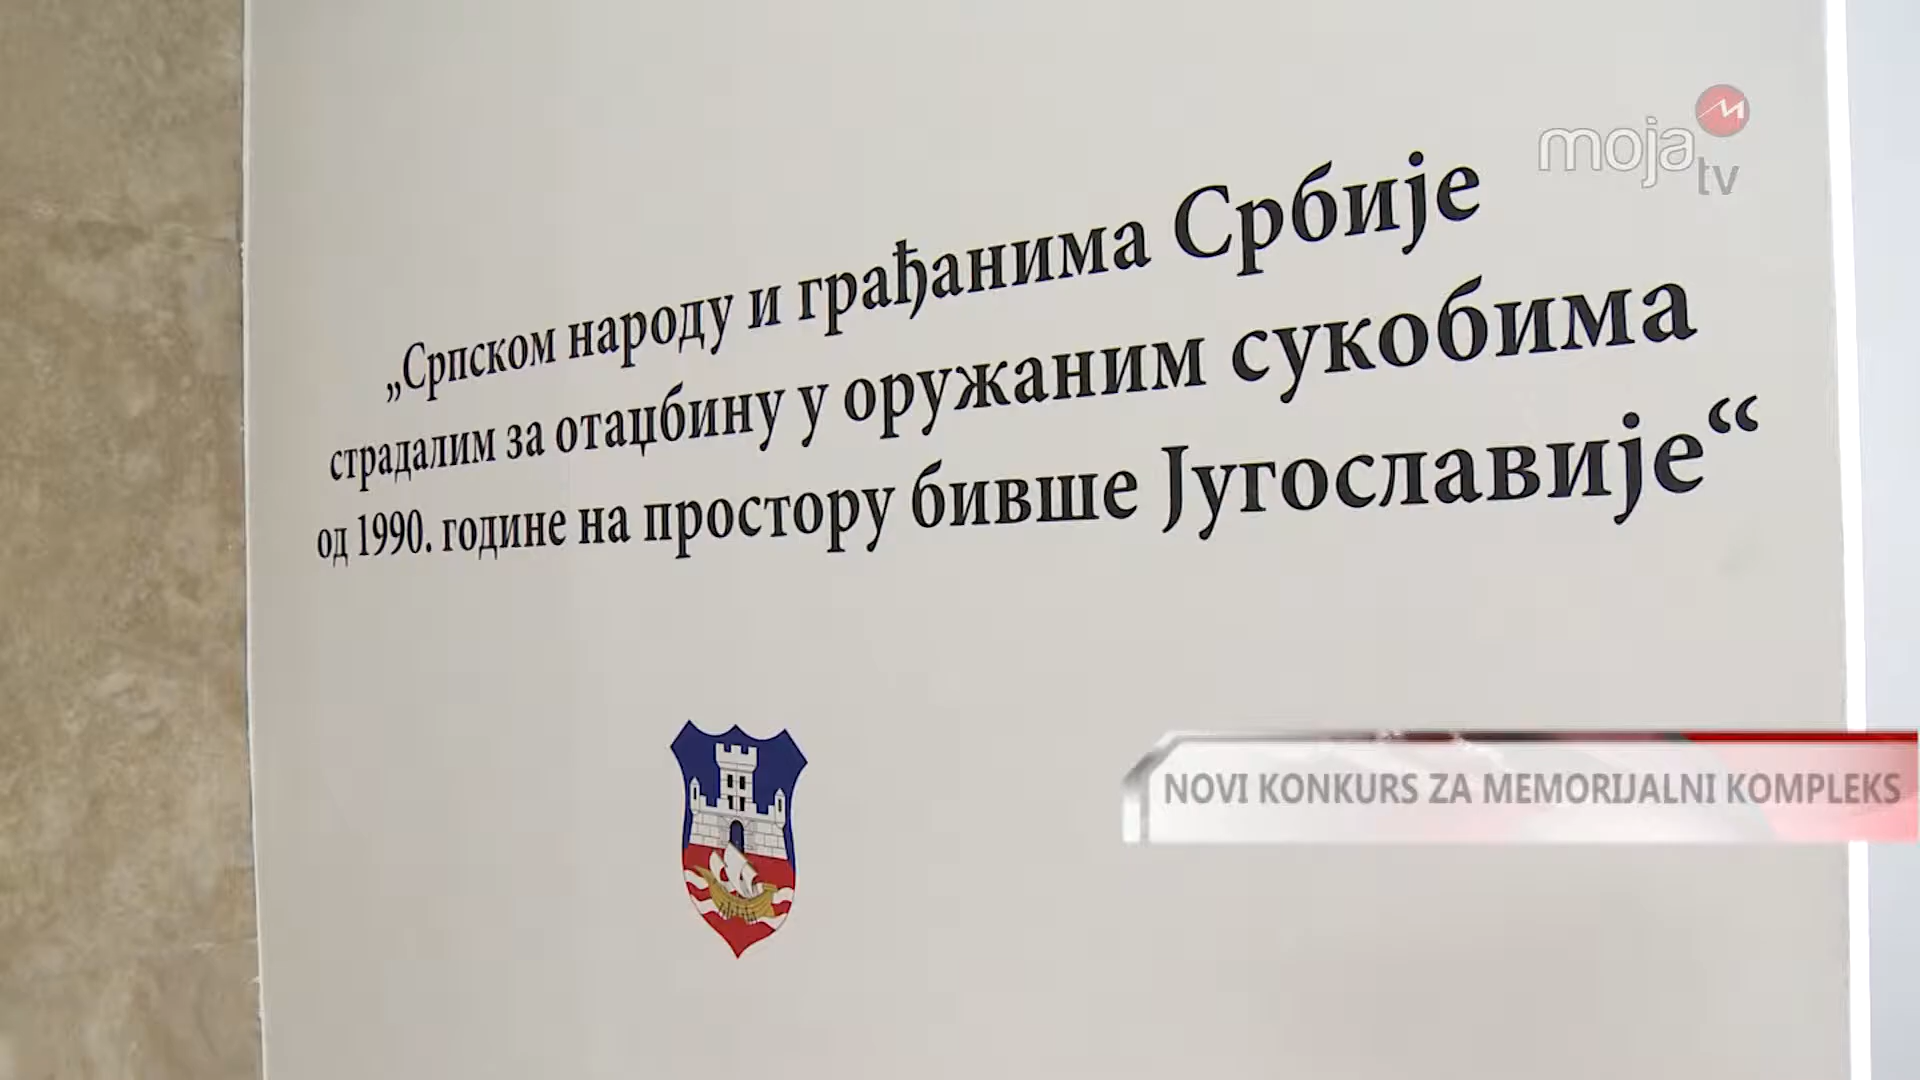 moja
tv
„Српском народу и грађанима Србије
страдалим за отаџбину у оружаним сукобима
од 1990. године на простору бивше Југославије“
NOVI KONKURS ZA MEMORIJALNI KOMPLEKS